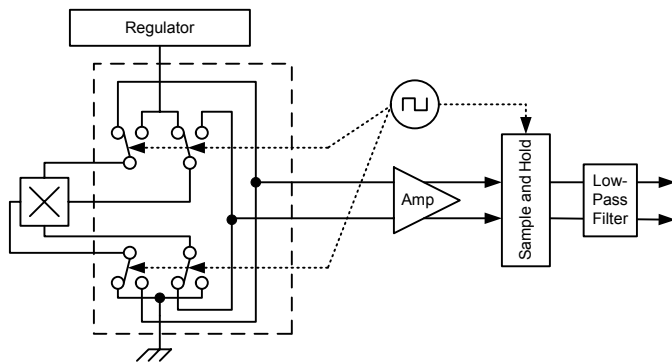 Regulator
Amp
Sample and Hold
Low-
Pass
Filter